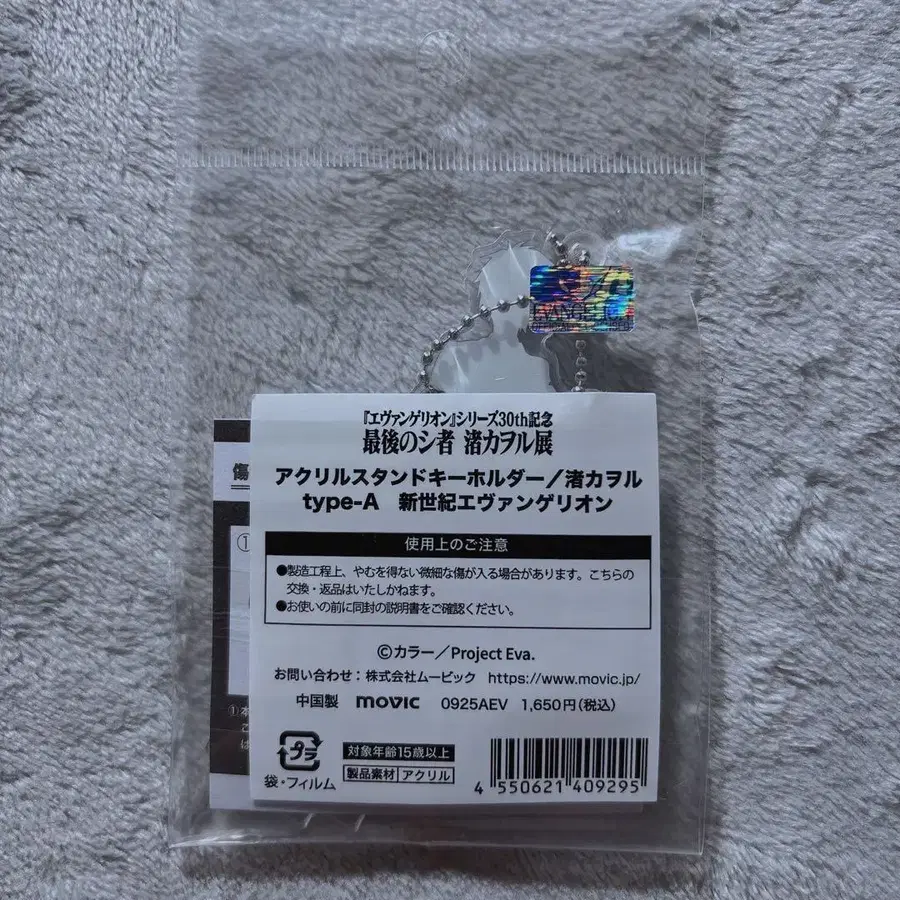 EVANGELION
『エヴァンゲリオン』シリーズ30th記念
最後のシ者 渚カヲル展
アクリルスタンドキーホルダー／渚カヲル
type-A 新世紀エヴァンゲリオン
使用上のご注意
●製造工程上、やむを得ない微細な傷が入る場合があります。こちらの
交換・返品はいたしかねます。
●お使いの前に同封の説明書をご確認ください。
©カラー／Project Eva.
お問い合わせ：株式会社ムービック https://www.movic.jp/
中国製 movic 0925AEV 1,650円(税込)
プラ
袋・フィルム
対象年齢15歳以上
製品素材 アクリル
4 550621 409295
傷
①
①本
こ
は